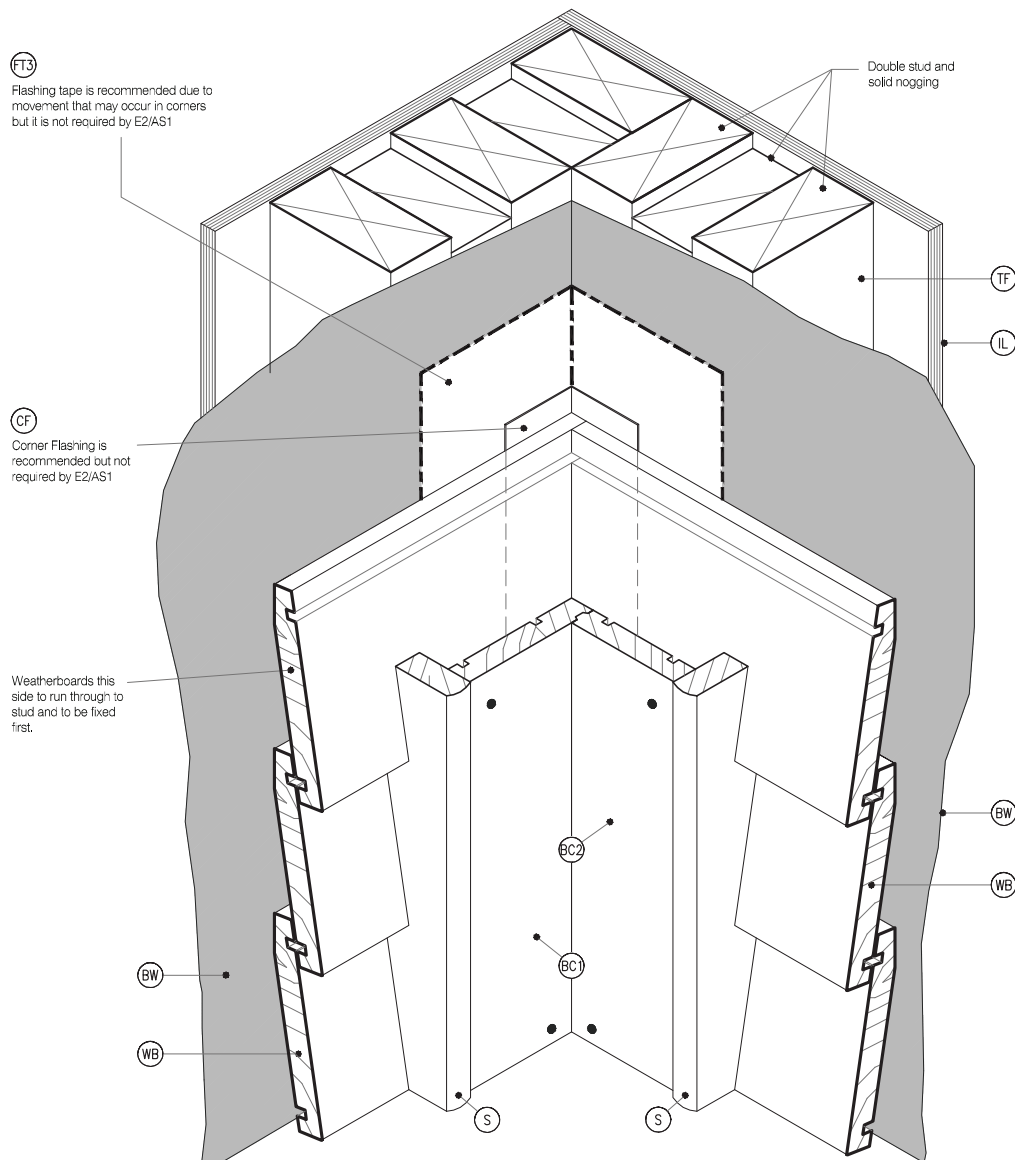 FT3
Flashing tape is recommended due to
movement that may occur in corners
but it is not required by E2/AS1
Double stud and
solid nogging
TF
IL
CF
Corner Flashing is
recommended but not
required by E2/AS1
Weatherboards this
side to run through to
stud and to be fixed
first.
BW
BC2
WB
BC1
BW
WB
S
S